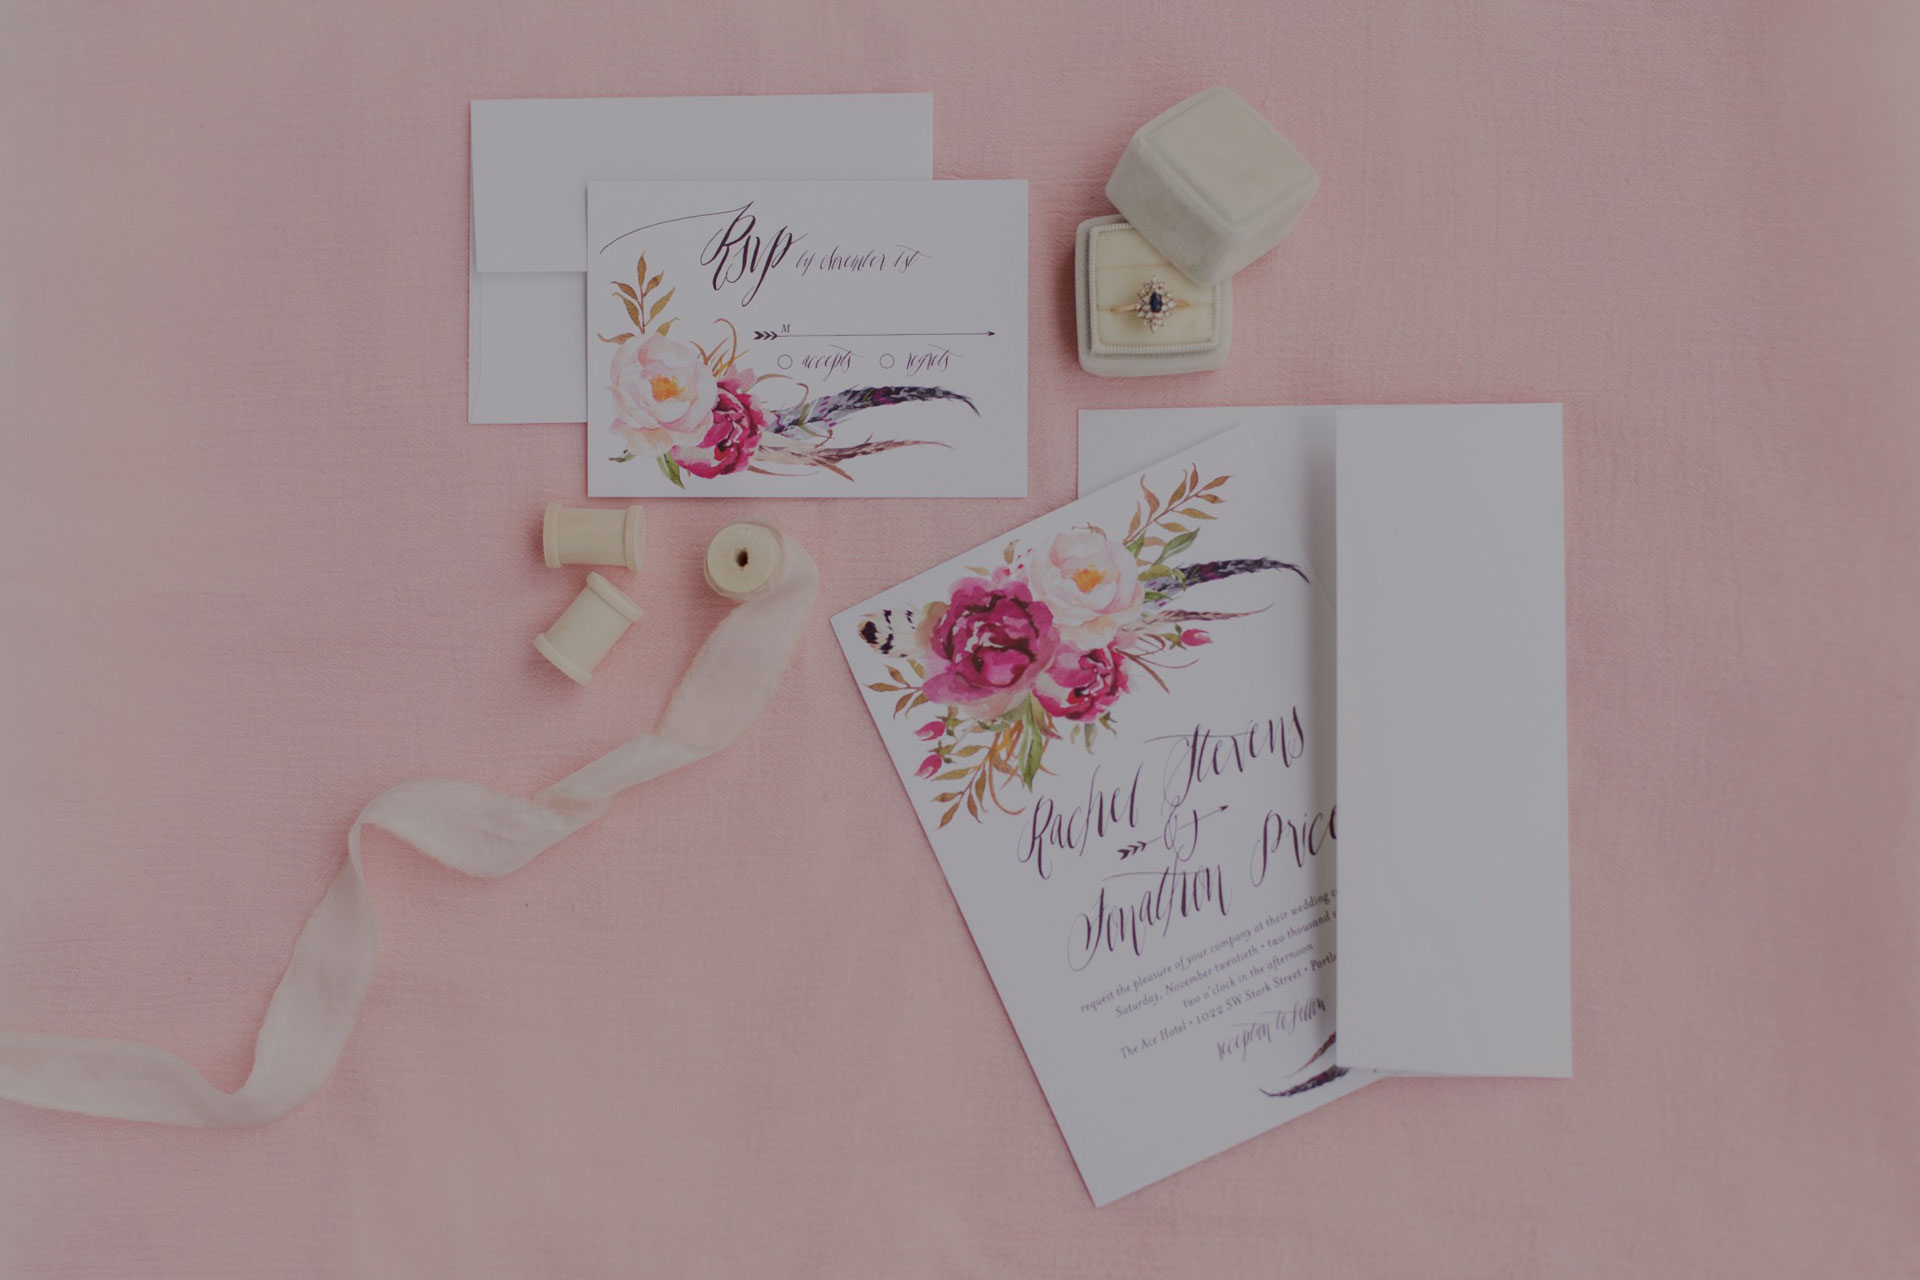 Rsvp by November 1st
M
accepts regrets
Rachel Stevens
&
Jonathon Price
request the pleasure of your company at their wedding
Saturday, November twentieth • two thousand
two o'clock in the afternoon
The Ace Hotel • 1022 SW Stark Street •
reception to follow